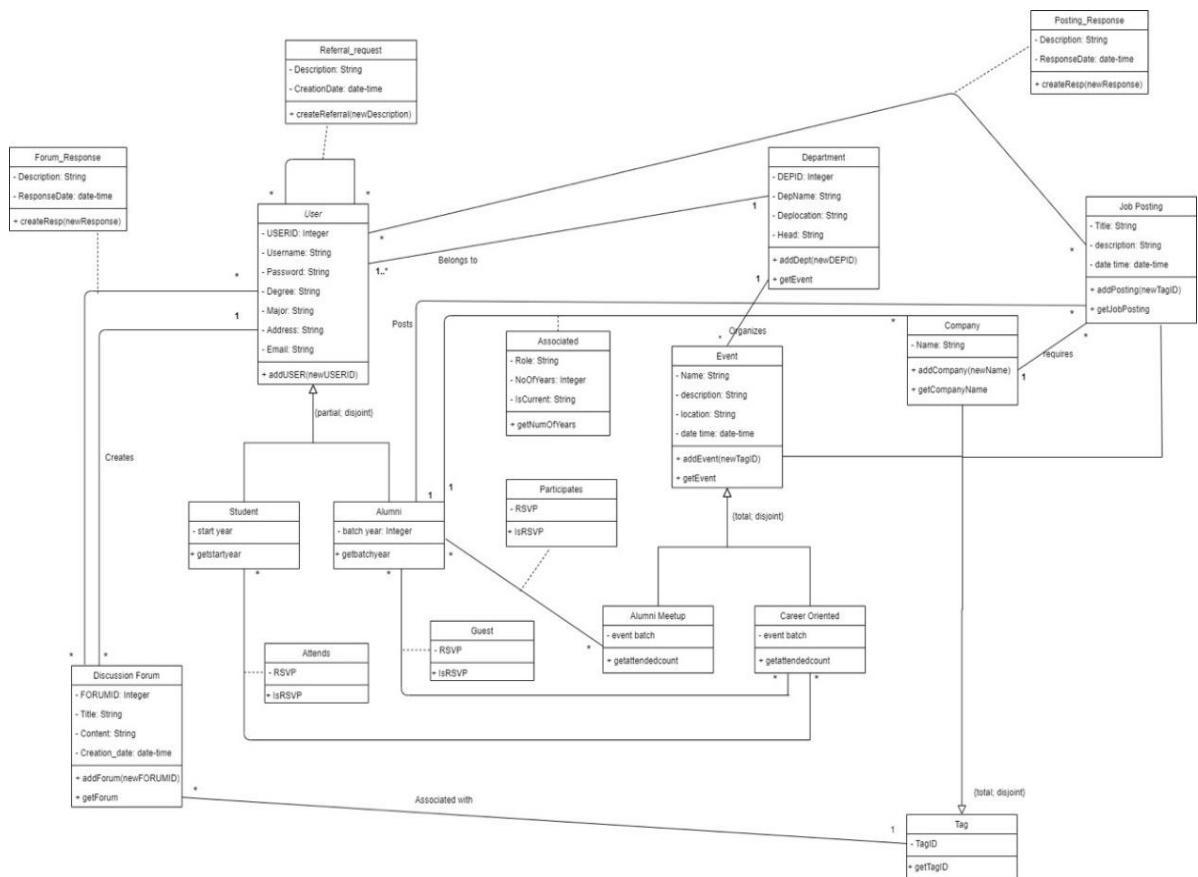 Posting_Response
- Description: String
- ResponseDate: date-time
+ createResp(newResponse)
Referral_request
- Description: String
- CreationDate: date-time
+ createReferral(newDescription)
Forum_Response
- Description: String
- ResponseDate: date-time
+ createResp(newResponse)
Department
- DEPID: Integer
- DepName: String
- Deplocation: String
- Head: String
+ addDept(newDEPID)
+ getEvent
*
*
User
- USERID: Integer
- Username: String
- Password: String
- Degree: String
- Major: String
- Address: String
- Email: String
+ addUSER(newUSERID)
Job Posting
- Title: String
- description: String
- date time: date-time
+ addPosting(newTagID)
+ getJobPosting
1
*
*
Belongs to
1..*
*
1
1
Posts
*
*
*
Organizes
*
Associated
- Role: String
- NoOfYears: Integer
- IsCurrent: String
+ getNumOfYears
Company
- Name: String
+ addCompany(newName)
+ getCompanyName
requires
1
Event
- Name: String
- description: String
- location: String
- date time: date-time
+ addEvent(newTagID)
+ getEvent
{partial; disjoint}
Creates
Student
- start year
+ getstartyear
*
Alumni
- batch year: Integer
+ getbatchyear
*
1
1
*
Participates
- RSVP
+ IsRSVP
{total; disjoint}
Alumni Meetup
- event batch
+ getattendedcount
*
Career Oriented
- event batch
+ getattendedcount
*
*
Guest
- RSVP
+ IsRSVP
Attends
- RSVP
+ IsRSVP
*
*
Discussion Forum
- FORUMID: Integer
- Title: String
- Content: String
- Creation_date: date-time
+ addForum(newFORUMID)
+ getForum
*
Associated with
1
{total; disjoint}
Tag
- TagID
+ getTagID